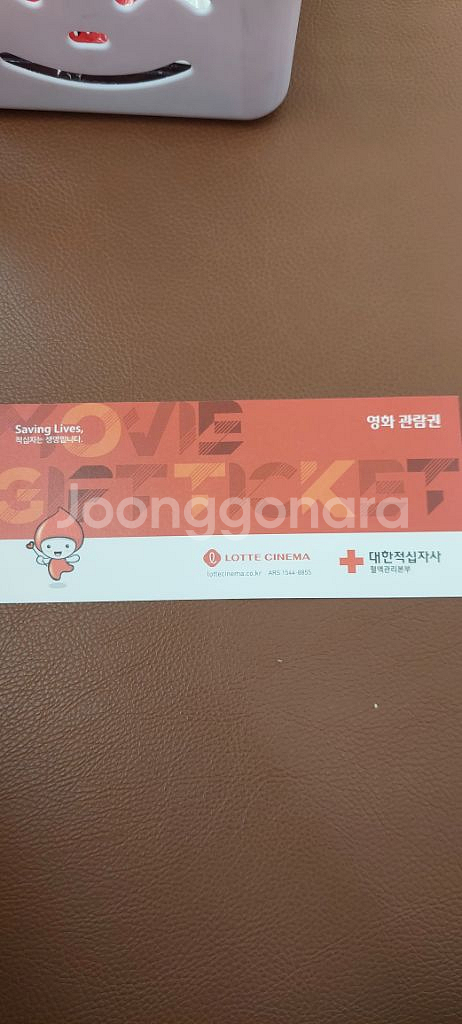 MOVIE
GIFT TICKET
Saving Lives,
적십자는 생명입니다.
영화 관람권
Joonggonara
LOTTE CINEMA
lottecinema.co.kr ARS 1544-8855
대한적십자사
혈액관리본부